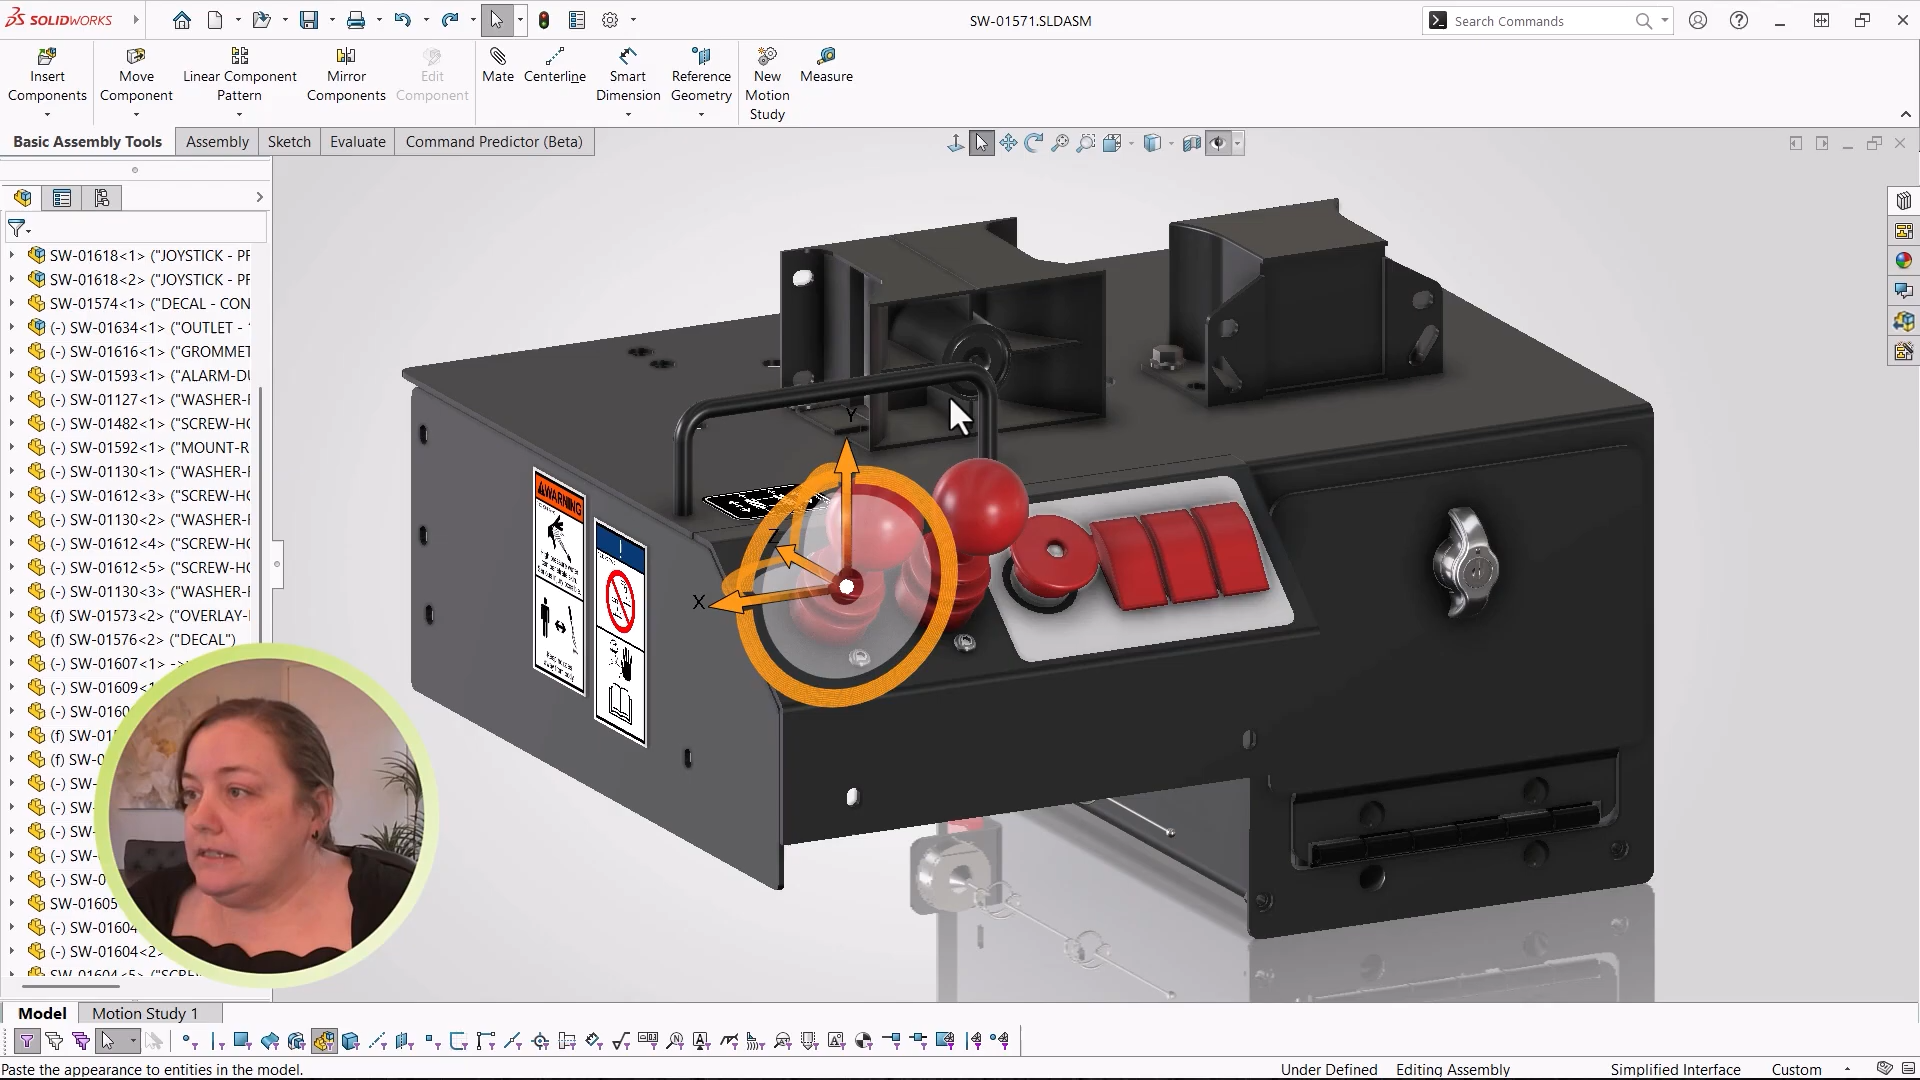 SOLIDWORKS
SW-01571.SLDASM
Search Commands
Insert
Components
Move
Component
Linear Component
Pattern
Mirror
Components
Edit
Component
Mate
Centerline
Smart
Dimension
Reference
Geometry
New
Motion
Study
Measure
Basic Assembly Tools
Assembly
Sketch
Evaluate
Command Predictor (Beta)
SW-01618<1> ("JOYSTICK - PF
SW-01618<2> ("JOYSTICK - PF
SW-01574<1> ("DECAL - CON
(-) SW-01634<1> ("OUTLET -
(-) SW-01616<1> ("GROMMET
(-) SW-01593<1> ("ALARM-DU
(-) SW-01127<1> ("WASHER-F
(-) SW-01482<1> ("SCREW-HC
(-) SW-01592<1> ("MOUNT-R
(-) SW-01130<1> ("WASHER-F
(-) SW-01612<3> ("SCREW-HC
(-) SW-01130<2> ("WASHER-F
(-) SW-01612<4> ("SCREW-HC
(-) SW-01612<5> ("SCREW-HC
(-) SW-01130<3> ("WASHER-F
(f) SW-01573<2> ("OVERLAY-
(f) SW-01576<2> ("DECAL")
(-) SW-01607<1> ->
(-) SW-01609<1
(-) SW-0160
(f) SW-01
(f) SW-0
(-) SW-
(-) SW-
(-) SW-
(-) SW-0
(-) SW-0
SW-01605
(-) SW-01604
(-) SW-01604<2
SW-01604<5> ("SCRE
WARNING
!
Y
Z
X
Model
Motion Study 1
Paste the appearance to entities in the model.
Under Defined
Editing Assembly
Simplified Interface
Custom